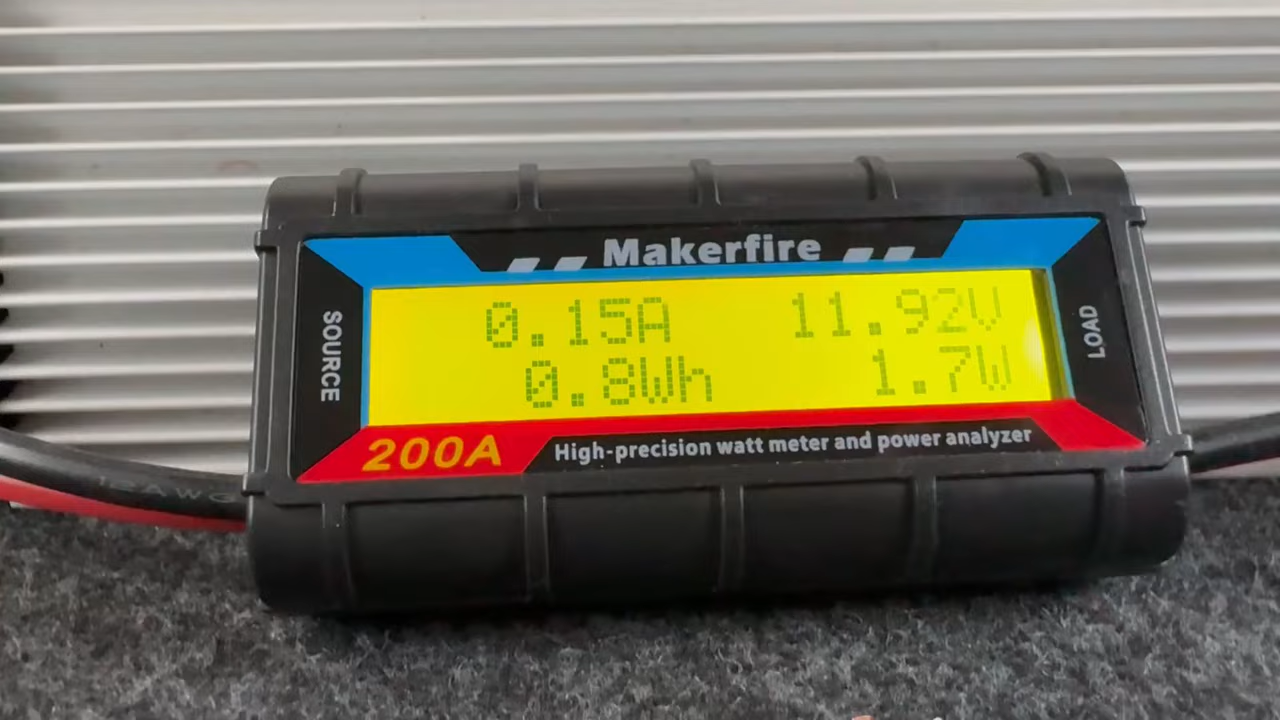 Makerfire
SOURCE
0.15A 11.92V
0.8Wh 1.7W
LOAD
200A
High-precision watt meter and power analyzer
AWG